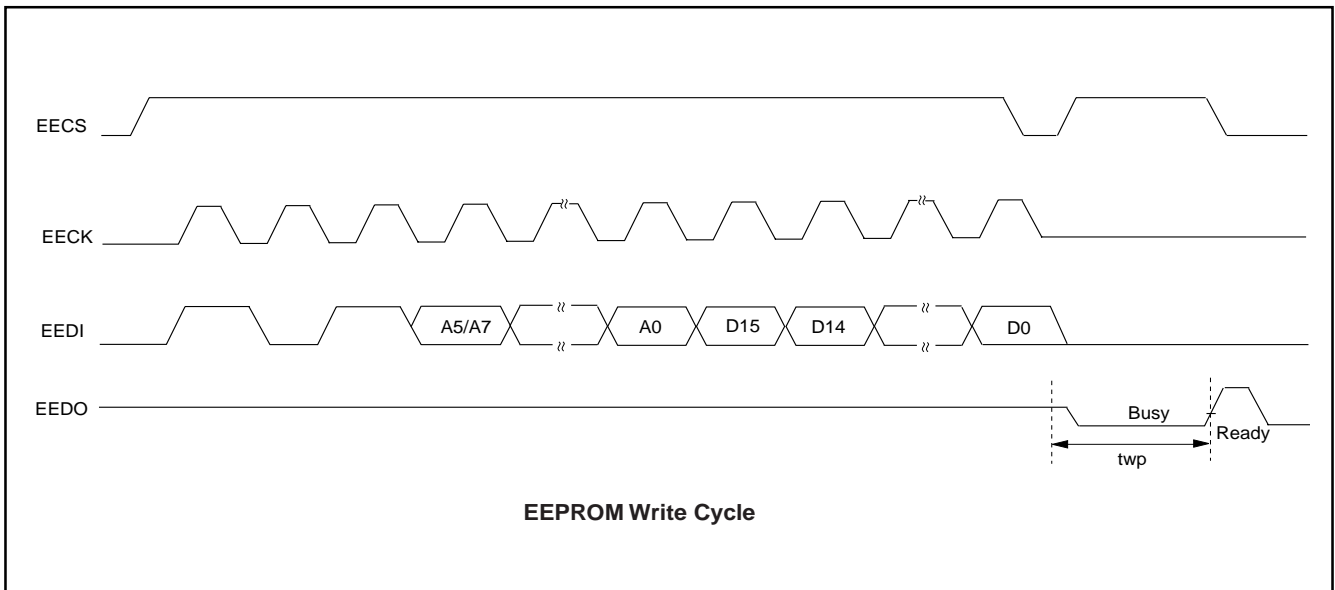 EECS
EECK
EEDI
A5/A7
A0
D15
D14
D0
EEDO
Busy
Ready
twp
EEPROM Write Cycle